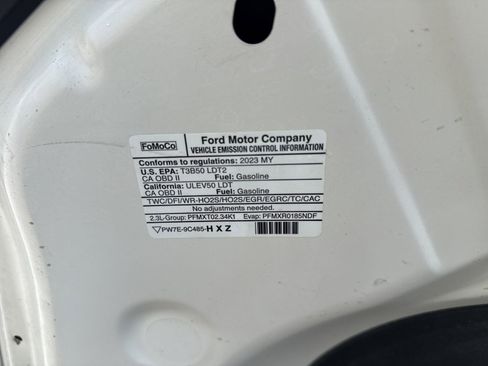 FoMoCo
Ford Motor Company
VEHICLE EMISSION CONTROL INFORMATION
Conforms to regulations: 2023 MY
U.S. EPA: T3B50 LDT2
CA OBD II Fuel: Gasoline
California: ULEV50 LDT
CA OBD II Fuel: Gasoline
TWC/DFI/WR-HO2S/HO2S/EGR/EGRC/TC/CAC
No adjustments needed.
2.3L-Group: PFMXT02.34K1 Evap: PFMXR0185NDF
PW7E-9C485-H X Z